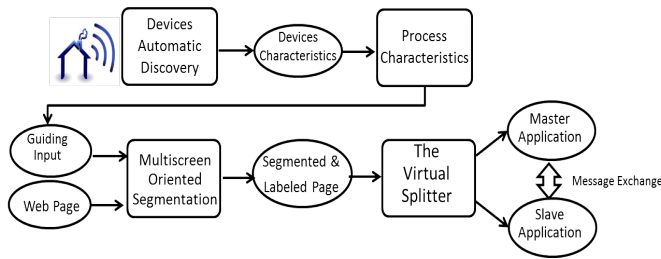 Devices
Automatic
Discovery
Devices
Characteristics
Process
Characteristics
Guiding
Input
Web Page
Multiscreen
Oriented
Segmentation
Segmented &
Labeled Page
The
Virtual
Splitter
Master
Application
Message Exchange
Slave
Application